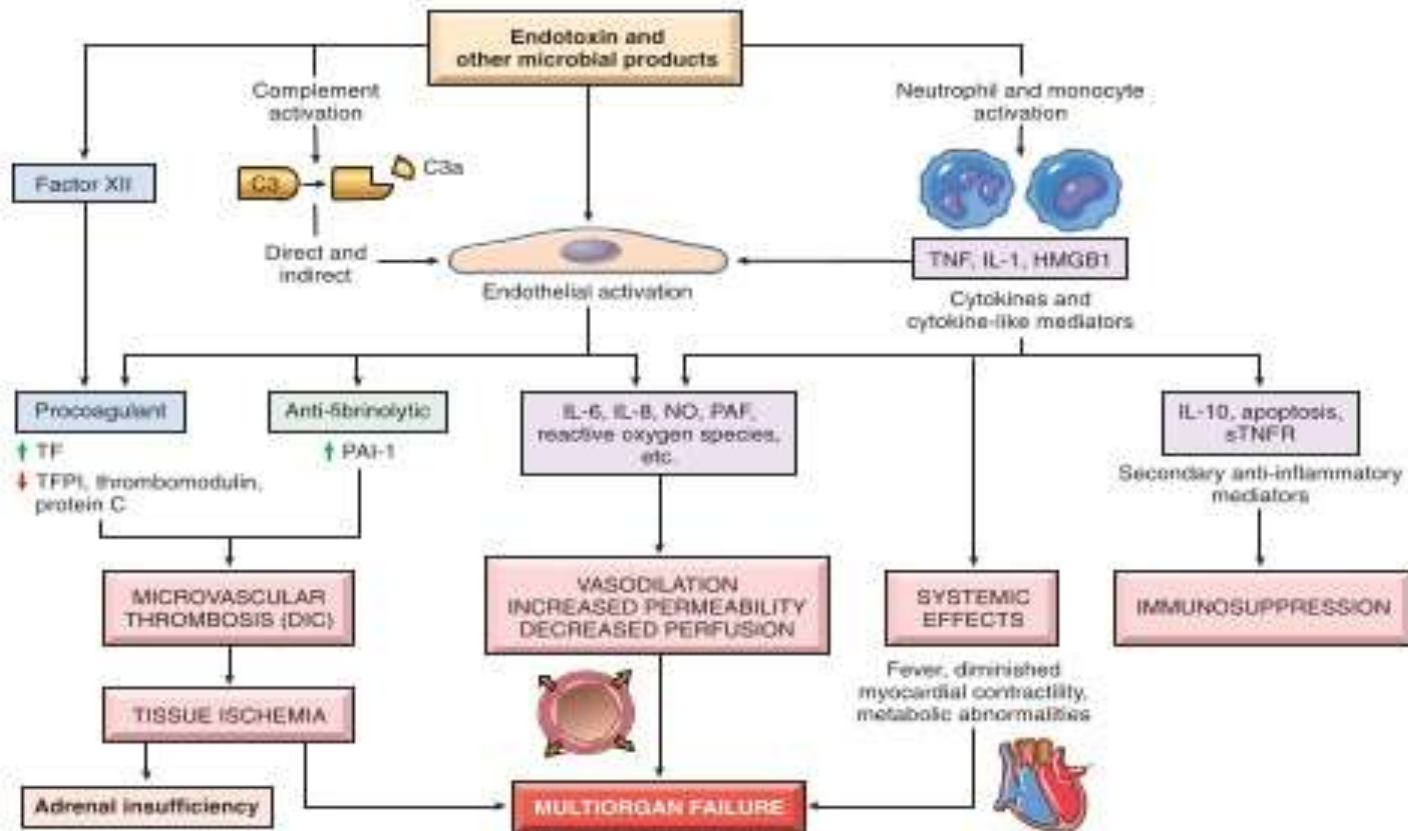 Endotoxin and
other microbial products
Complement
activation
Neutrophil and monocyte
activation
Factor XII
C3
C3a
Direct and
indirect
Endothelial activation
TNF, IL-1, HMGB1
Cytokines and
cytokine-like mediators
Procoagulant
↑ TF
↓ TFPI, thrombomodulin,
protein C
Anti-fibrinolytic
↑ PAI-1
IL-6, IL-8, NO, PAF,
reactive oxygen species,
etc.
IL-10, apoptosis,
sTNFR
Secondary anti-inflammatory
mediators
MICROVASCULAR
THROMBOSIS (DIC)
VASODILATION
INCREASED PERMEABILITY
DECREASED PERFUSION
SYSTEMIC
EFFECTS
IMMUNOSUPPRESSION
Fever, diminished
myocardial contractility,
metabolic abnormalities
TISSUE ISCHEMIA
Adrenal insufficiency
MULTIORGAN FAILURE